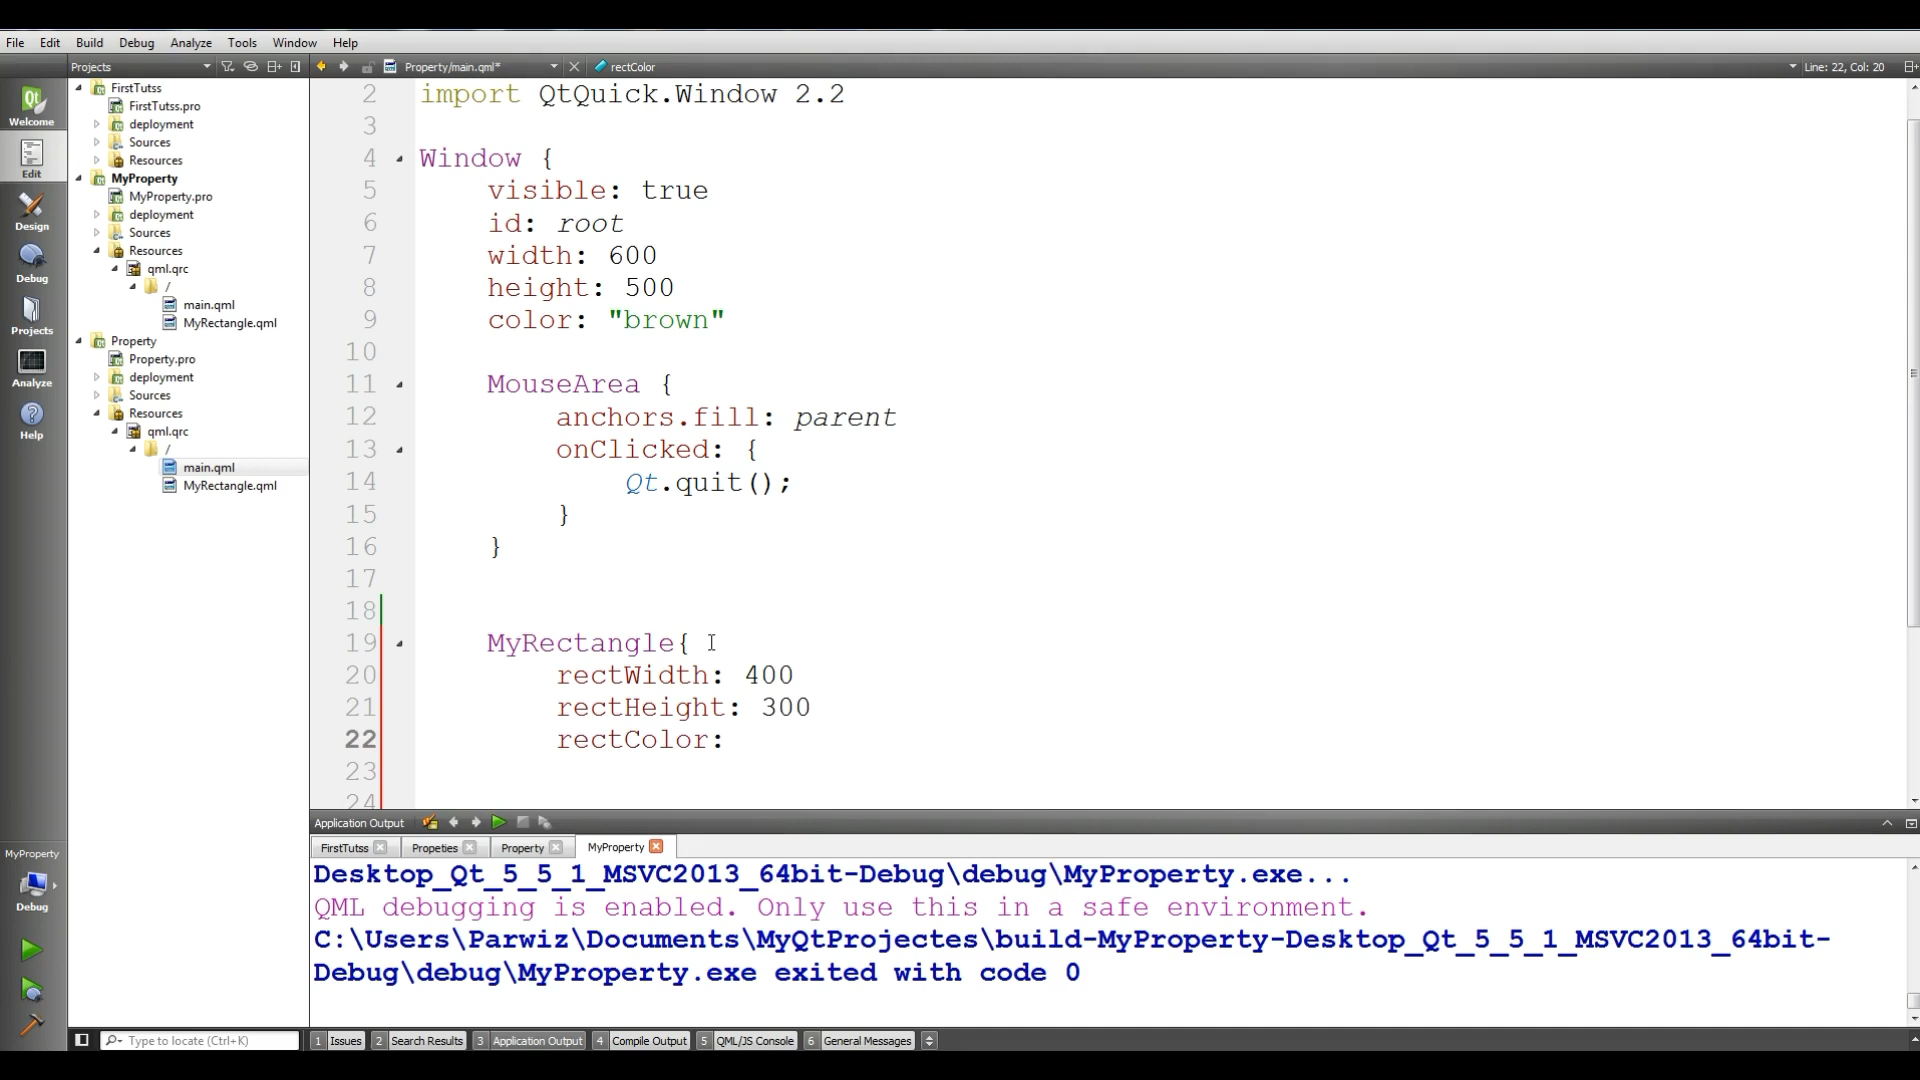 File Edit Build Debug Analyze Tools Window Help
Projects Property/main.qml* rectColor Line: 22, Col: 20
FirstTutss
FirstTutss.pro
deployment
Sources
Resources
MyProperty
MyProperty.pro
deployment
Sources
Resources
qml.qrc
/
main.qml
MyRectangle.qml
Property
Property.pro
deployment
Sources
Resources
qml.qrc
/
main.qml
MyRectangle.qml
Qt
Welcome
Edit
Design
Debug
Projects
Analyze
Help
MyProperty
Debug
2 import QtQuick.Window 2.2
3
4 Window {
5 visible: true
6 id: root
7 width: 600
8 height: 500
9 color: "brown"
10
11 MouseArea {
12 anchors.fill: parent
13 onClicked: {
14 Qt.quit();
15 }
16 }
17
18
19 MyRectangle{
20 rectWidth: 400
21 rectHeight: 300
22 rectColor:
23
24
Application Output
FirstTutss Propeties Property MyProperty
Desktop_Qt_5_5_1_MSVC2013_64bit-Debug\debug\MyProperty.exe...
QML debugging is enabled. Only use this in a safe environment.
C:\Users\Parwiz\Documents\MyQtProjectes\build-MyProperty-Desktop_Qt_5_5_1_MSVC2013_64bit-
Debug\debug\MyProperty.exe exited with code 0
Type to locate (Ctrl+K) 1 Issues 2 Search Results 3 Application Output 4 Compile Output 5 QML/JS Console 6 General Messages